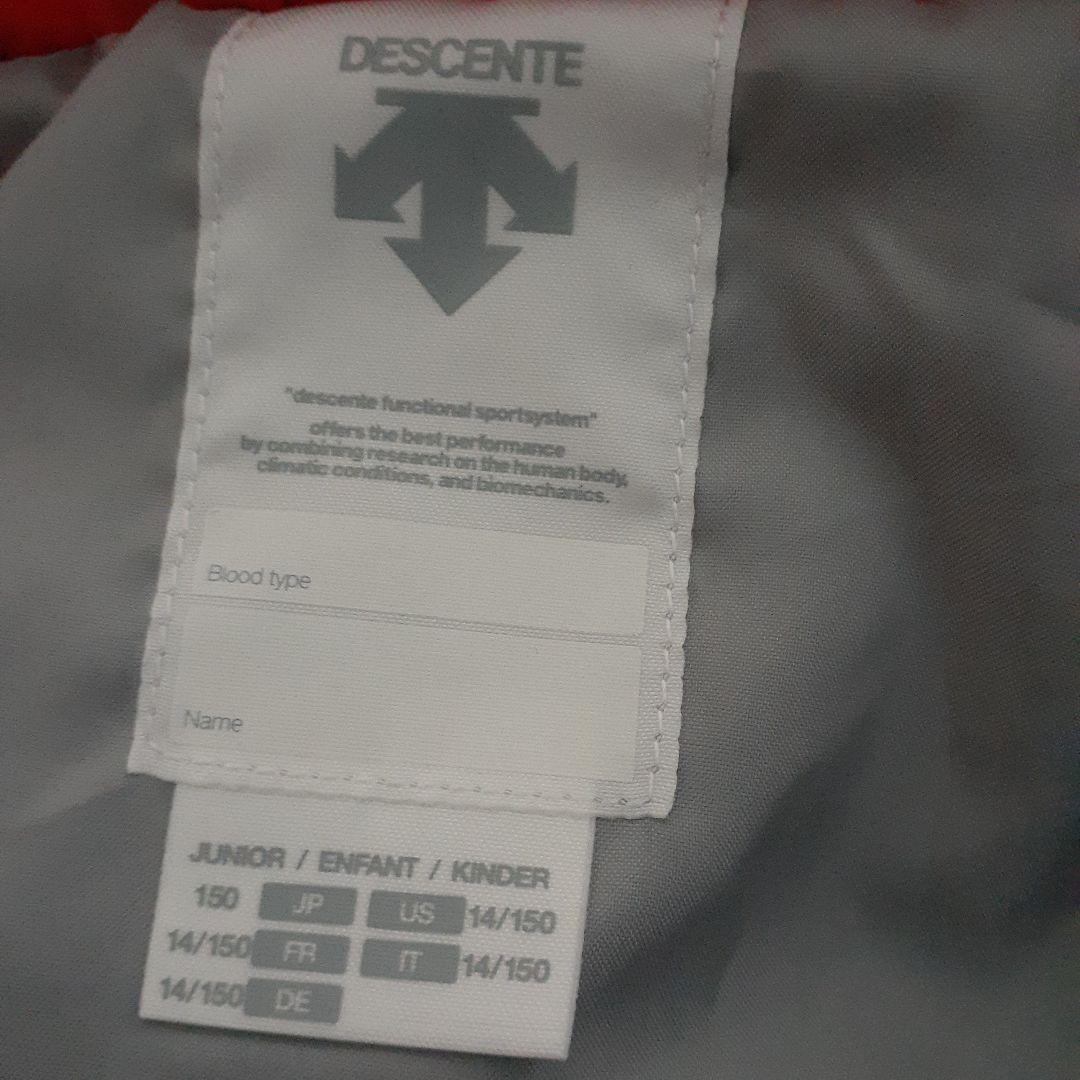 DESCENTE
"descente functional sportsystem"
offers the best performance
by combining research on the human body,
climatic conditions, and biomechanics.
Blood type
Name
JUNIOR / ENFANT / KINDER
150 JP US 14/150
14/150 FR IT 14/150
14/150 DE